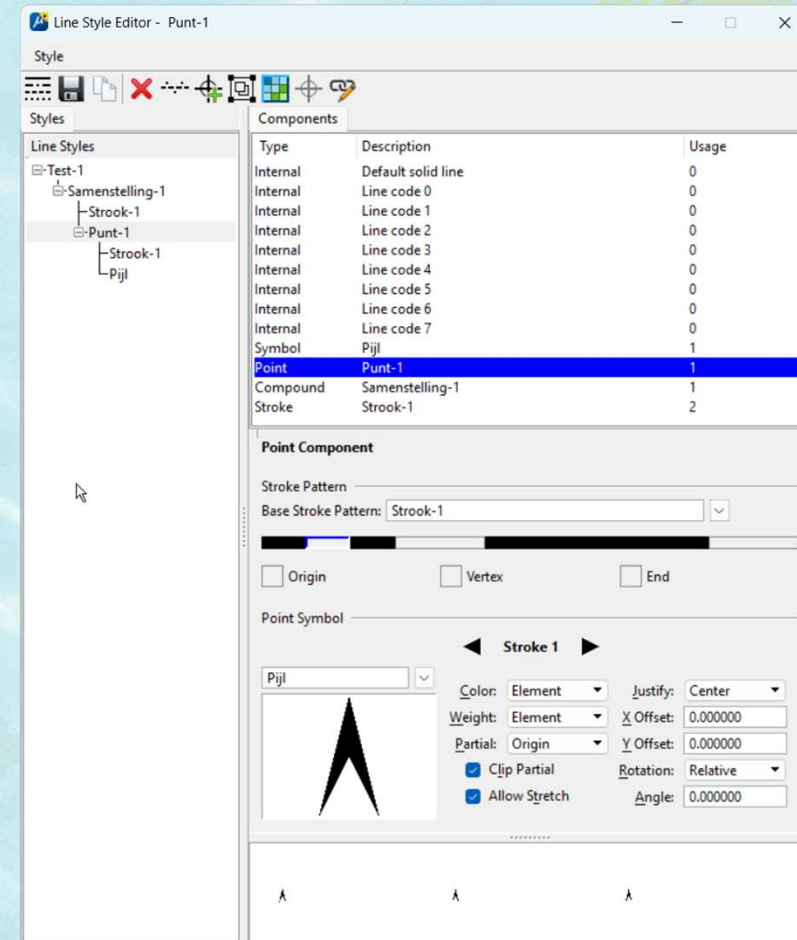 Line Style Editor - Punt-1
Style
Styles
Components
Line Styles
Test-1
Samenstelling-1
Strook-1
Punt-1
Strook-1
Pijl
Type Description Usage
Internal Default solid line 0
Internal Line code 0 0
Internal Line code 1 0
Internal Line code 2 0
Internal Line code 3 0
Internal Line code 4 0
Internal Line code 5 0
Internal Line code 6 0
Internal Line code 7 0
Symbol Pijl 1
Point Punt-1 1
Compound Samenstelling-1 1
Stroke Strook-1 2
Point Component
Stroke Pattern
Base Stroke Pattern: Strook-1
Origin Vertex End
Point Symbol
Stroke 1
Pijl
Color: Element Justify: Center
Weight: Element X Offset: 0.000000
Partial: Origin Y Offset: 0.000000
Clip Partial Rotation: Relative
Allow Stretch Angle: 0.000000